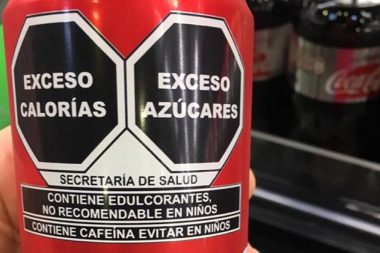 EXCESO
CALORÍAS
EXCESO
AZÚCARES
SECRETARÍA DE SALUD
CONTIENE EDULCORANTES,
NO RECOMENDABLE EN NIÑOS
CONTIENE CAFEÍNA EVITAR EN NIÑOS
Coca-Cola